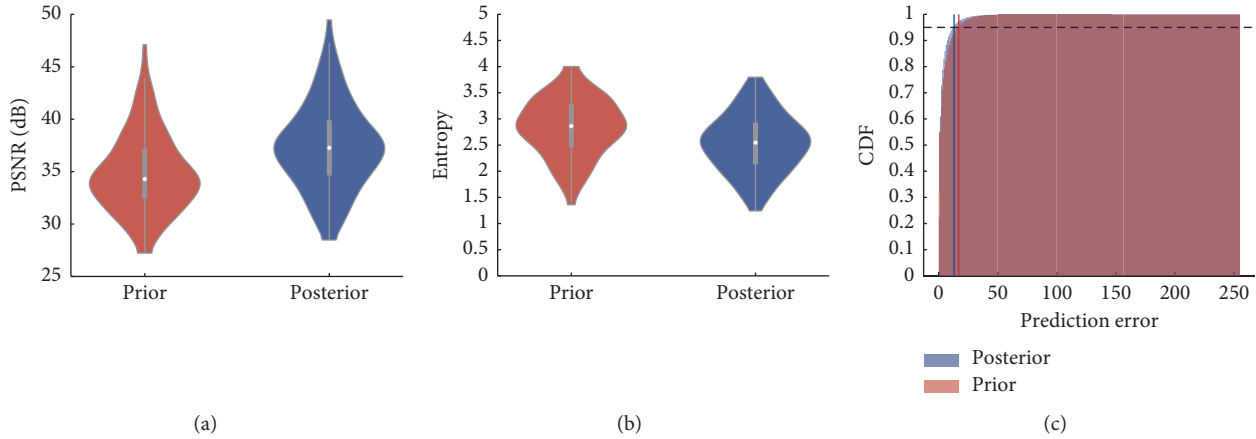 50
45
40
35
30
25
PSNR (dB)
Prior
Posterior
(a)
5
4.5
4
3.5
3
2.5
2
1.5
1
0.5
0
Entropy
Prior
Posterior
(b)
1
0.9
0.8
0.7
0.6
0.5
0.4
0.3
0.2
0.1
0
CDF
0 50 100 150 200 250
Prediction error
Posterior
Prior
(c)